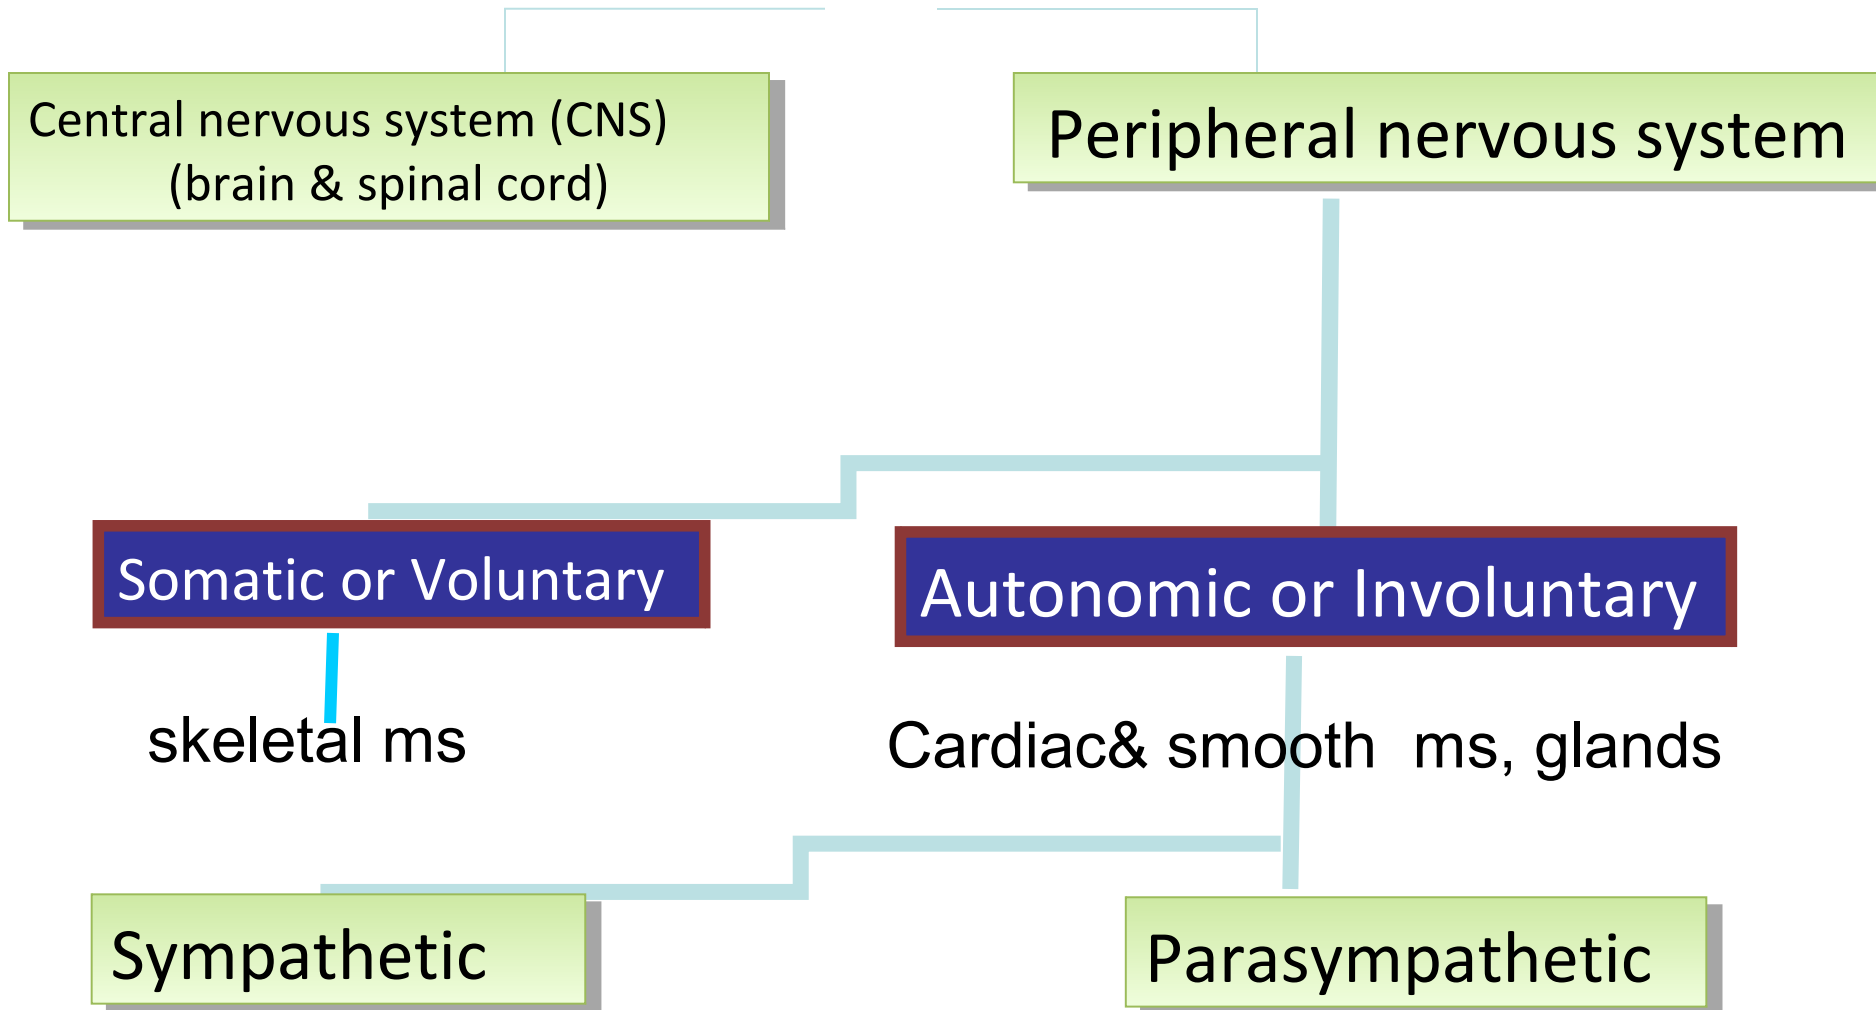 Central nervous system (CNS)
(brain & spinal cord)
Peripheral nervous system
Somatic or Voluntary
Autonomic or Involuntary
skeletal ms
Cardiac& smooth  ms, glands
Sympathetic
Parasympathetic